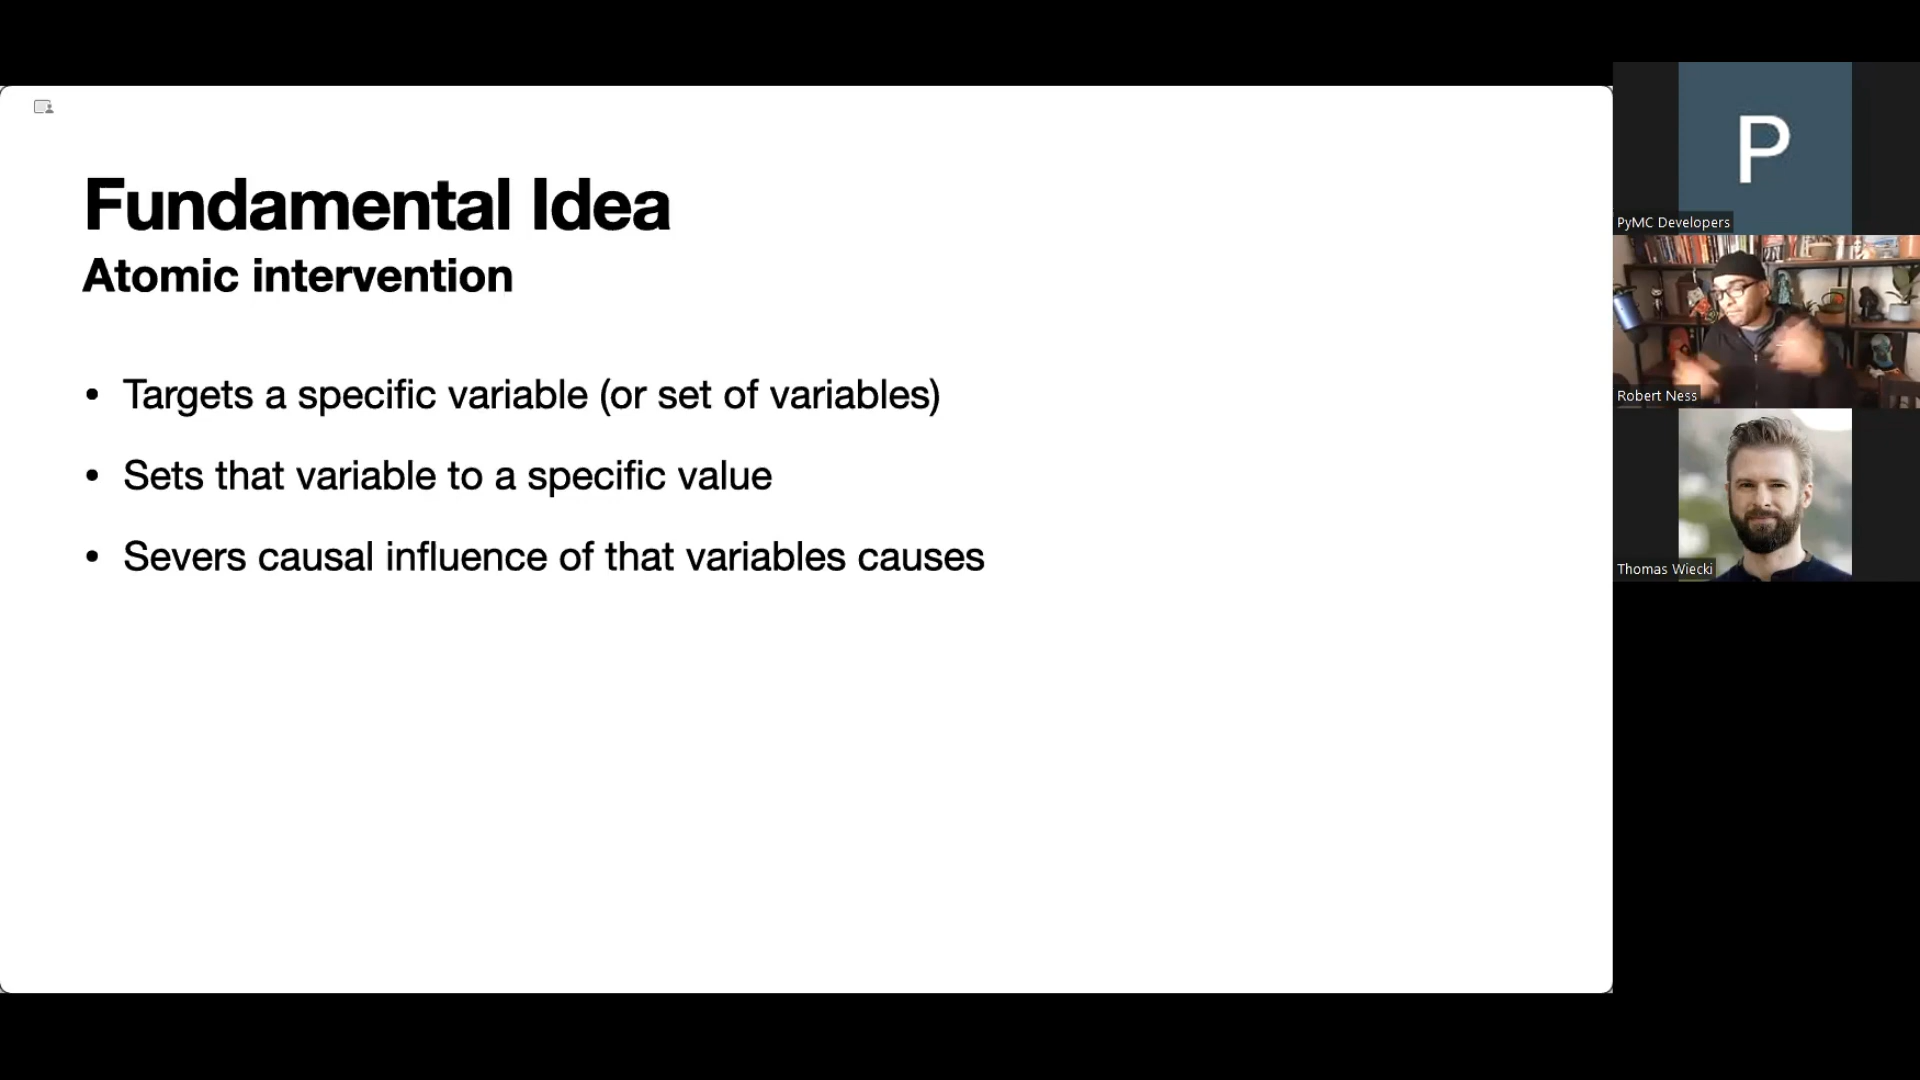 Fundamental Idea
Atomic intervention
• Targets a specific variable (or set of variables)
• Sets that variable to a specific value
• Severs causal influence of that variables causes
P
PyMC Developers
Robert Ness
Thomas Wiecki